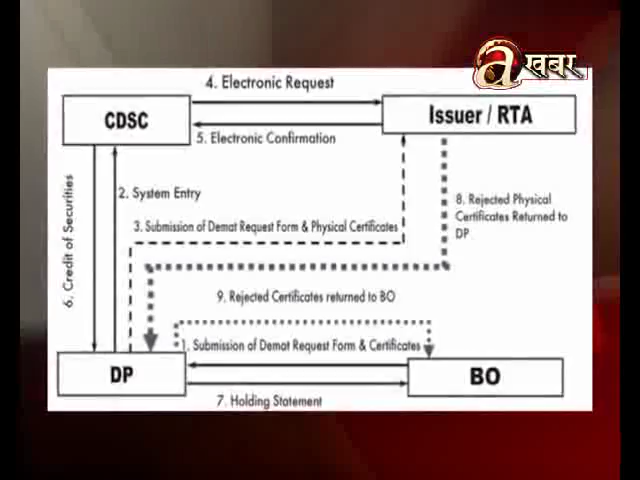 a खबर
4. Electronic Request
CDSC
Issuer / RTA
5. Electronic Confirmation
2. System Entry
8. Rejected Physical
Certificates Returned to
DP
3. Submission of Demat Request Form & Physical Certificates
6. Credit of Securities
9. Rejected Certificates returned to BO
1. Submission of Demat Request Form & Certificates
DP
BO
7. Holding Statement